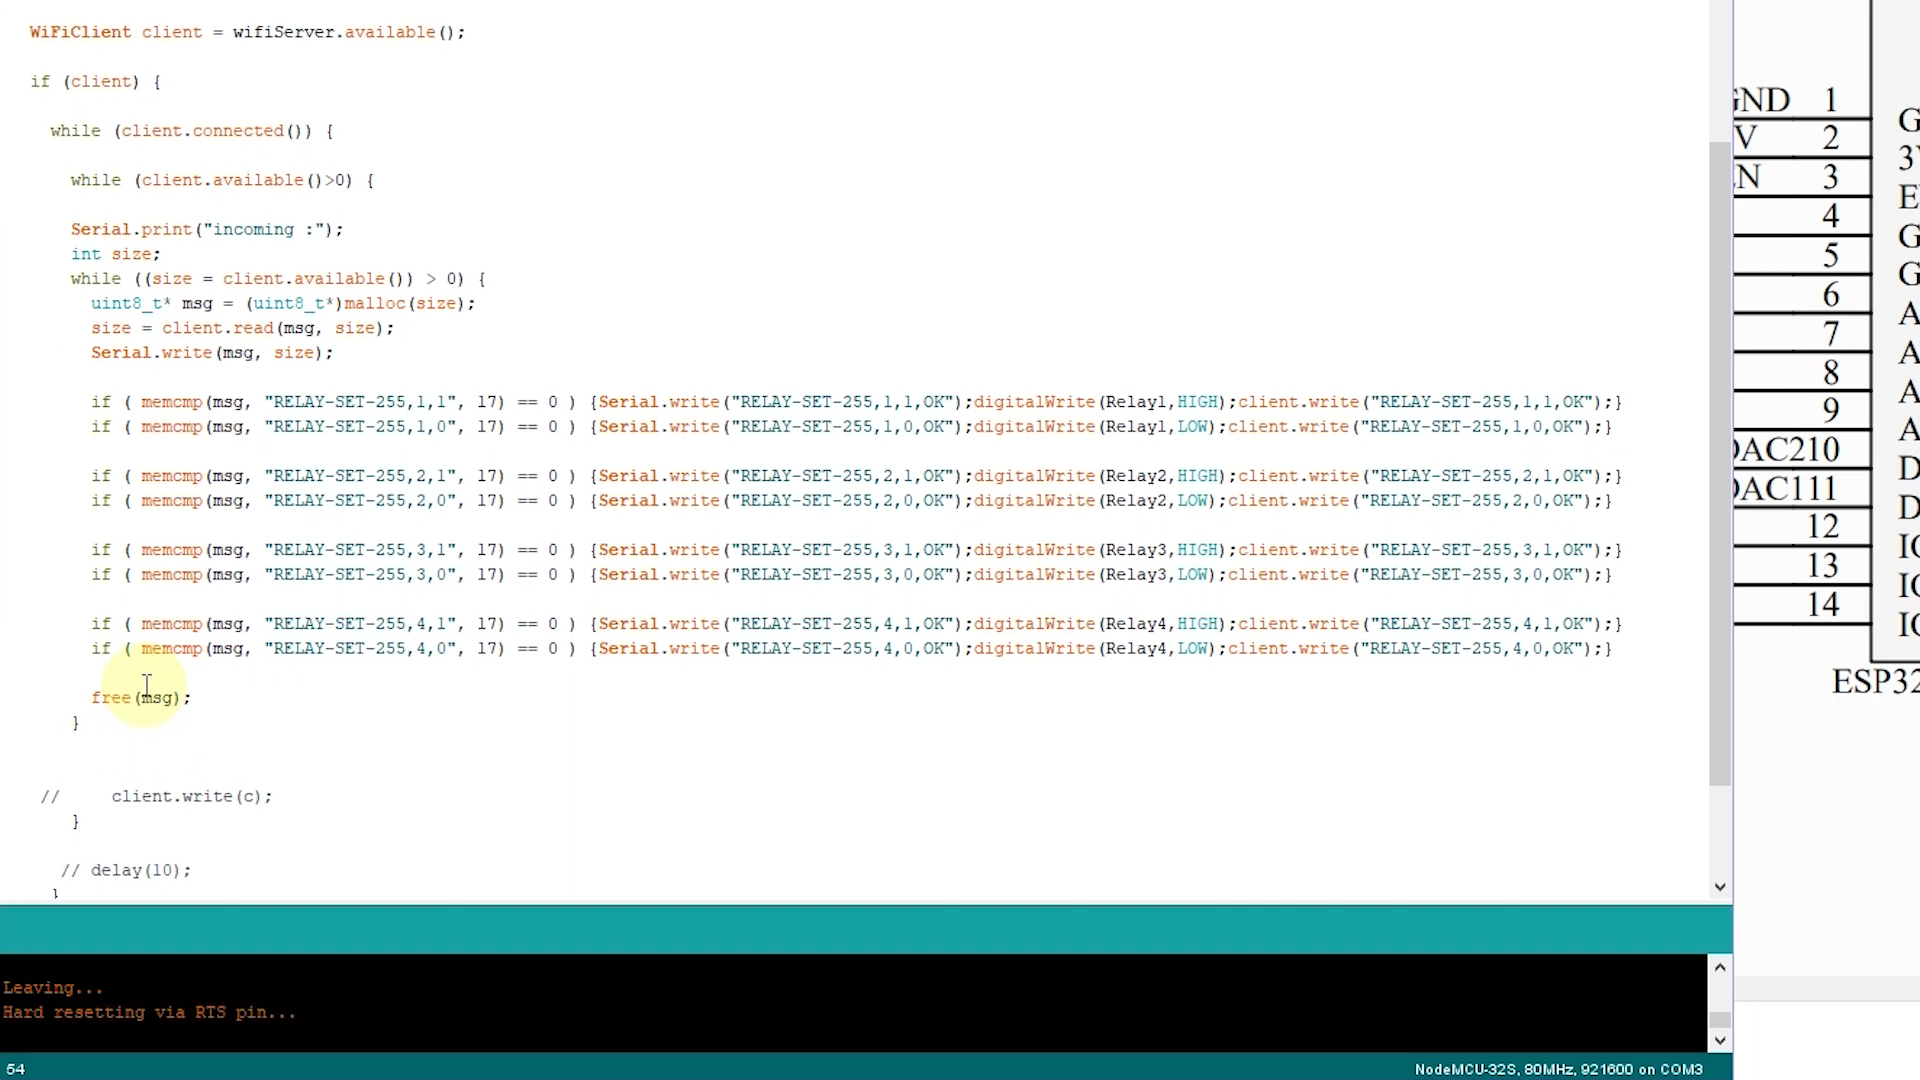 WiFiClient client = wifiServer.available();
if (client) {
while (client.connected()) {
while (client.available()>0) {
Serial.print("incoming :");
int size;
while ((size = client.available()) > 0) {
uint8_t* msg = (uint8_t*)malloc(size);
size = client.read(msg, size);
Serial.write(msg, size);
if ( memcmp(msg, "RELAY-SET-255,1,1", 17) == 0 ) {Serial.write("RELAY-SET-255,1,1,OK");digitalWrite(Relay1,HIGH);client.write("RELAY-SET-255,1,1,OK");}
if ( memcmp(msg, "RELAY-SET-255,1,0", 17) == 0 ) {Serial.write("RELAY-SET-255,1,0,OK");digitalWrite(Relay1,LOW);client.write("RELAY-SET-255,1,0,OK");}
if ( memcmp(msg, "RELAY-SET-255,2,1", 17) == 0 ) {Serial.write("RELAY-SET-255,2,1,OK");digitalWrite(Relay2,HIGH);client.write("RELAY-SET-255,2,1,OK");}
if ( memcmp(msg, "RELAY-SET-255,2,0", 17) == 0 ) {Serial.write("RELAY-SET-255,2,0,OK");digitalWrite(Relay2,LOW);client.write("RELAY-SET-255,2,0,OK");}
if ( memcmp(msg, "RELAY-SET-255,3,1", 17) == 0 ) {Serial.write("RELAY-SET-255,3,1,OK");digitalWrite(Relay3,HIGH);client.write("RELAY-SET-255,3,1,OK");}
if ( memcmp(msg, "RELAY-SET-255,3,0", 17) == 0 ) {Serial.write("RELAY-SET-255,3,0,OK");digitalWrite(Relay3,LOW);client.write("RELAY-SET-255,3,0,OK");}
if ( memcmp(msg, "RELAY-SET-255,4,1", 17) == 0 ) {Serial.write("RELAY-SET-255,4,1,OK");digitalWrite(Relay4,HIGH);client.write("RELAY-SET-255,4,1,OK");}
if ( memcmp(msg, "RELAY-SET-255,4,0", 17) == 0 ) {Serial.write("RELAY-SET-255,4,0,OK");digitalWrite(Relay4,LOW);client.write("RELAY-SET-255,4,0,OK");}
free(msg);
}
// client.write(c);
}
// delay(10);
}
Leaving...
Hard resetting via RTS pin...
54
NodeMCU-32S, 80MHz, 921600 on COM3
GND 1
V 2
N 3
4
5
6
7
8
9
DAC2 10
DAC1 11
12
13
14
ESP32